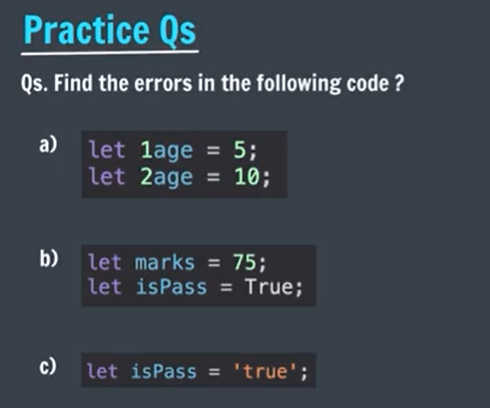 Practice Qs
Qs. Find the errors in the following code ?
a) let 1age = 5;
let 2age = 10;
b) let marks = 75;
let isPass = True;
c) let isPass = 'true';